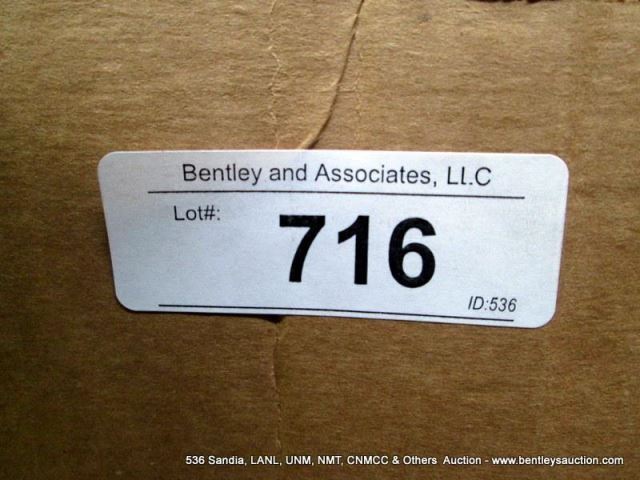 Bentley and Associates, LLC
Lot#:
716
ID:536
536 Sandia, LANL, UNM, NMT, CNMCC & Others Auction - www.bentleysauction.com